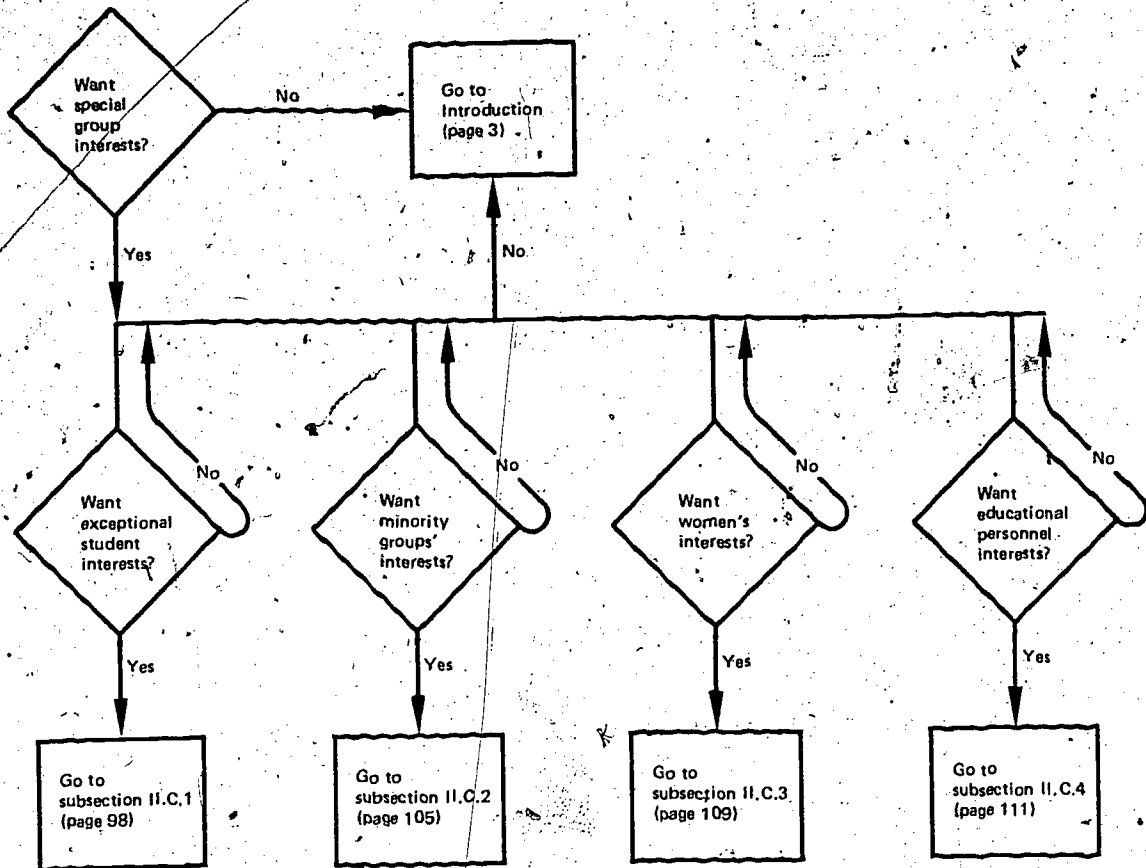 Want
special
group
interests?
No
Go to
Introduction
(page 3)
Yes
No
No
No
No
No
Want
exceptional
student
interests?
Want
minority
groups'
interests?
Want
women's
interests?
Want
educational
personnel
interests?
Yes
Yes
Yes
Yes
Go to
subsection II.C.1
(page 98)
Go to
subsection II.C.2
(page 105)
Go to
subsection II.C.3
(page 109)
Go to
subsection II.C.4
(page 111)